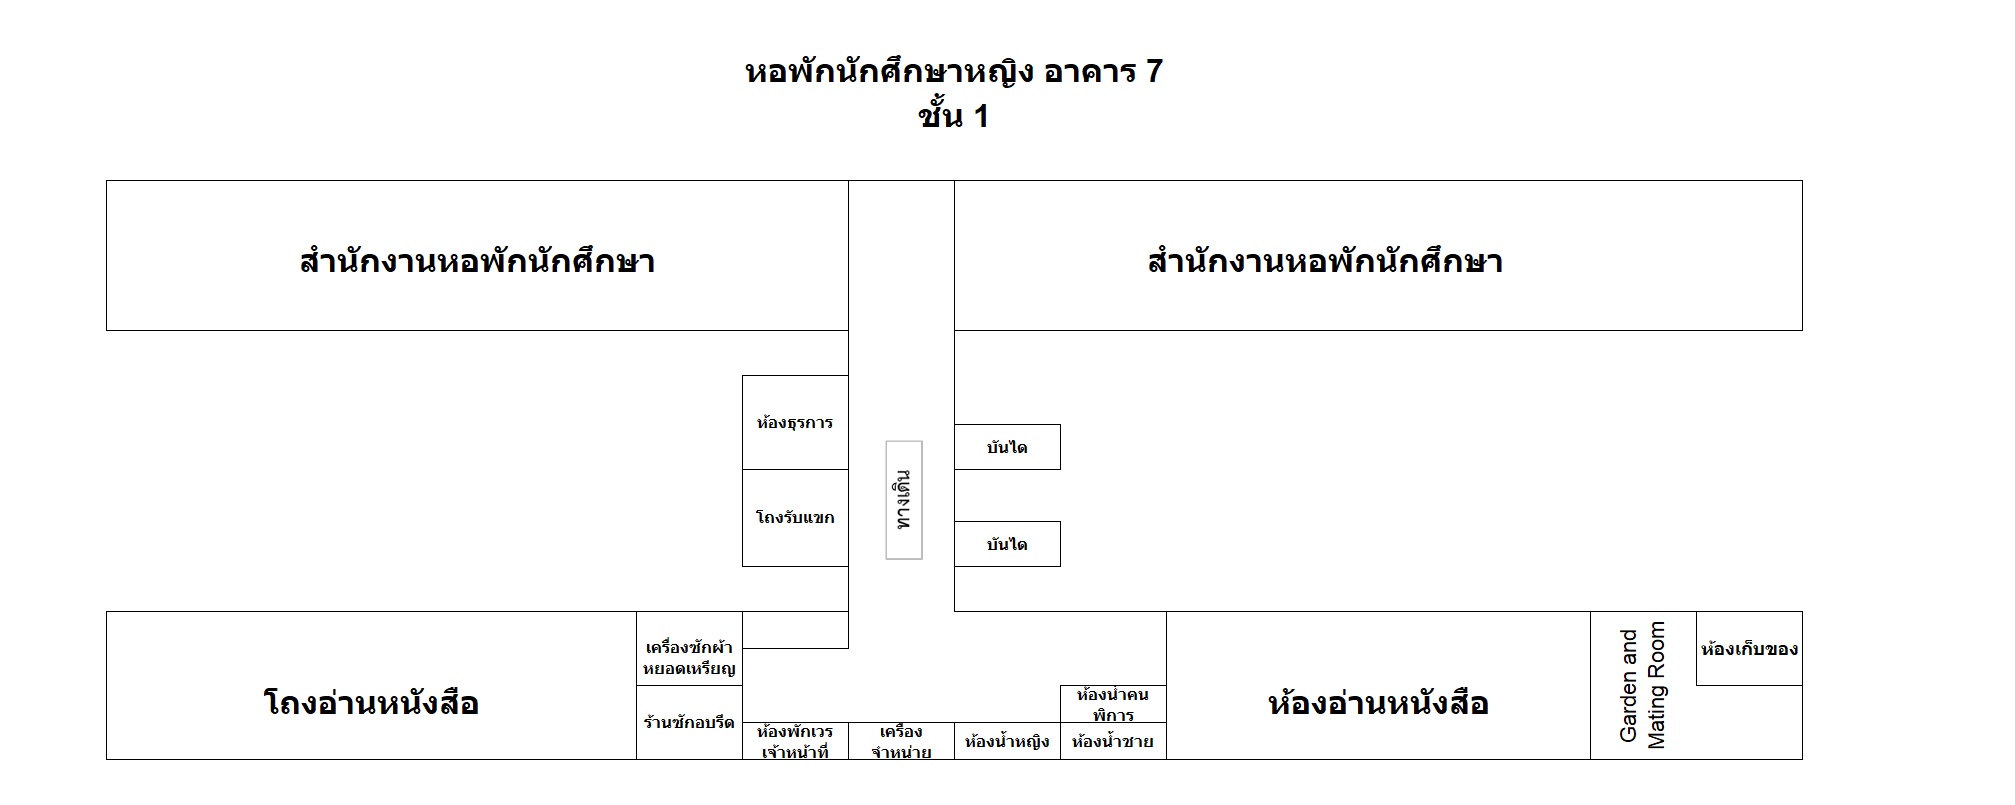 หอพักนักศึกษาหญิง อาคาร 7
ชั้น 1
สำนักงานหอพักนักศึกษา
สำนักงานหอพักนักศึกษา
ห้องธุรการ
บันได
ทางเดิน
โถงรับแขก
บันได
โถงอ่านหนังสือ
เครื่องซักผ้า
หยอดเหรียญ
ร้านซักอบรีด
ห้องพักเวร
เจ้าหน้าที่
เครื่อง
จำหน่าย
ห้องน้ำหญิง
ห้องน้ำคน
พิการ
ห้องน้ำชาย
ห้องอ่านหนังสือ
Garden and
Mating Room
ห้องเก็บของ